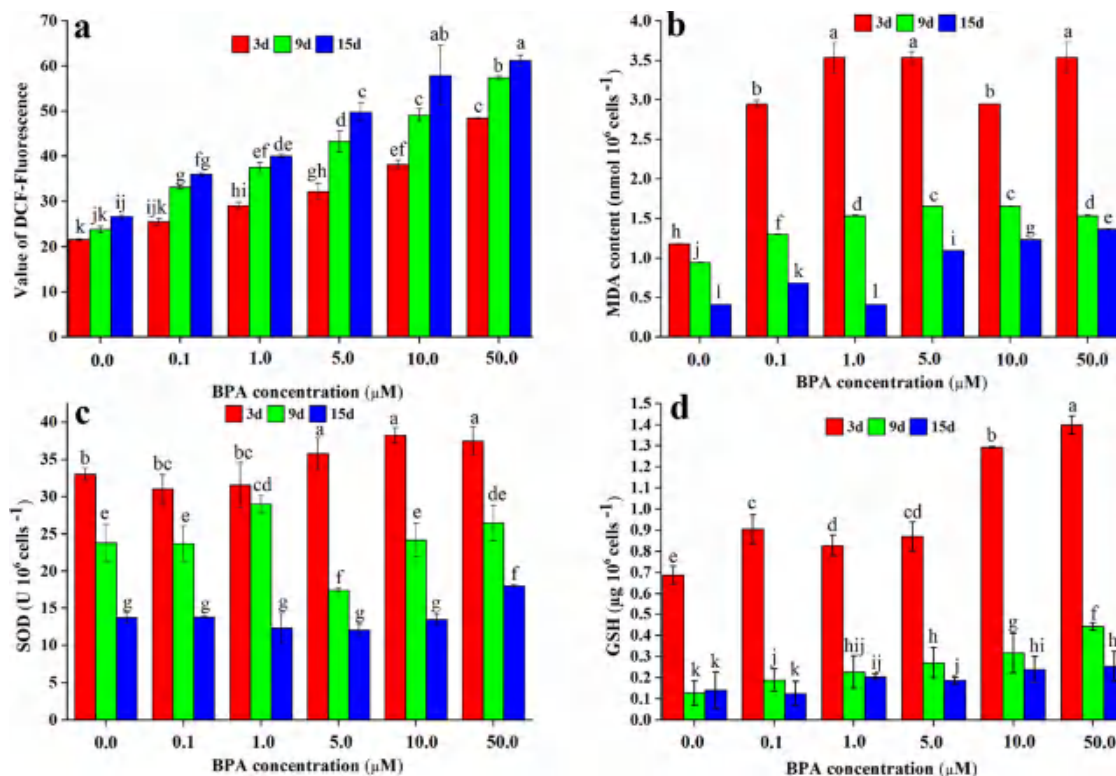 a
3d 9d 15d
Value of DCF-Fluorescence
70
60
50
40
30
20
10
0
k jk ij
ijk g fg
hi ef de
gh d c
ef c ab
c b a
0.0 0.1 1.0 5.0 10.0 50.0
BPA concentration (μM)
b
3d 9d 15d
MDA content (nmol 10⁶ cells ⁻¹)
4.0
3.5
3.0
2.5
2.0
1.5
1.0
0.5
0.0
h j l
b f k
a d l
a c i
b c g
a d e
0.0 0.1 1.0 5.0 10.0 50.0
BPA concentration (μM)
c
3d 9d 15d
SOD (U 10⁶ cells ⁻¹)
40
35
30
25
20
15
10
5
0
b e g
bc e g
bc cd g
a f g
a e g
a de f
0.0 0.1 1.0 5.0 10.0 50.0
BPA concentration (μM)
d
3d 9d 15d
GSH (μg 10⁶ cells ⁻¹)
1.5
1.4
1.3
1.2
1.1
1.0
0.9
0.8
0.7
0.6
0.5
0.4
0.3
0.2
0.1
0.0
e k k
c j k
d hij ij
cd h j
b g hi
a f h
0.0 0.1 1.0 5.0 10.0 50.0
BPA concentration (μM)